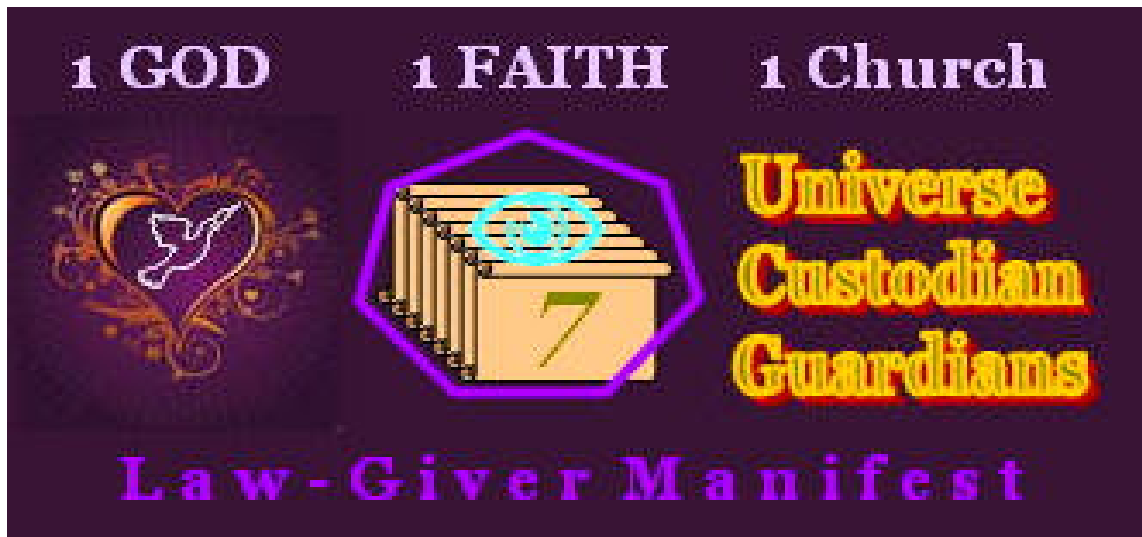 1 GOD 1 FAITH 1 Church
Universe
Custodian
Guardians
7
Law-Giver Manifest